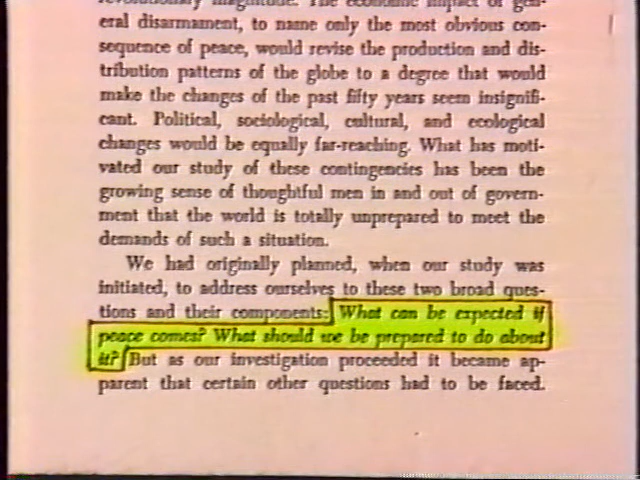 revolutionary magnitude. The economic impact of gen-
eral disarmament, to name only the most obvious con-
sequence of peace, would revise the production and dis-
tribution patterns of the globe to a degree that would
make the changes of the past fifty years seem insignifi-
cant. Political, sociological, cultural, and ecological
changes would be equally far-reaching. What has moti-
vated our study of these contingencies has been the
growing sense of thoughtful men in and out of govern-
ment that the world is totally unprepared to meet the
demands of such a situation.
We had originally planned, when our study was
initiated, to address ourselves to these two broad ques-
tions and their components: What can be expected if
peace comes? What should we be prepared to do about
it? But as our investigation proceeded it became ap-
parent that certain other questions had to be faced.